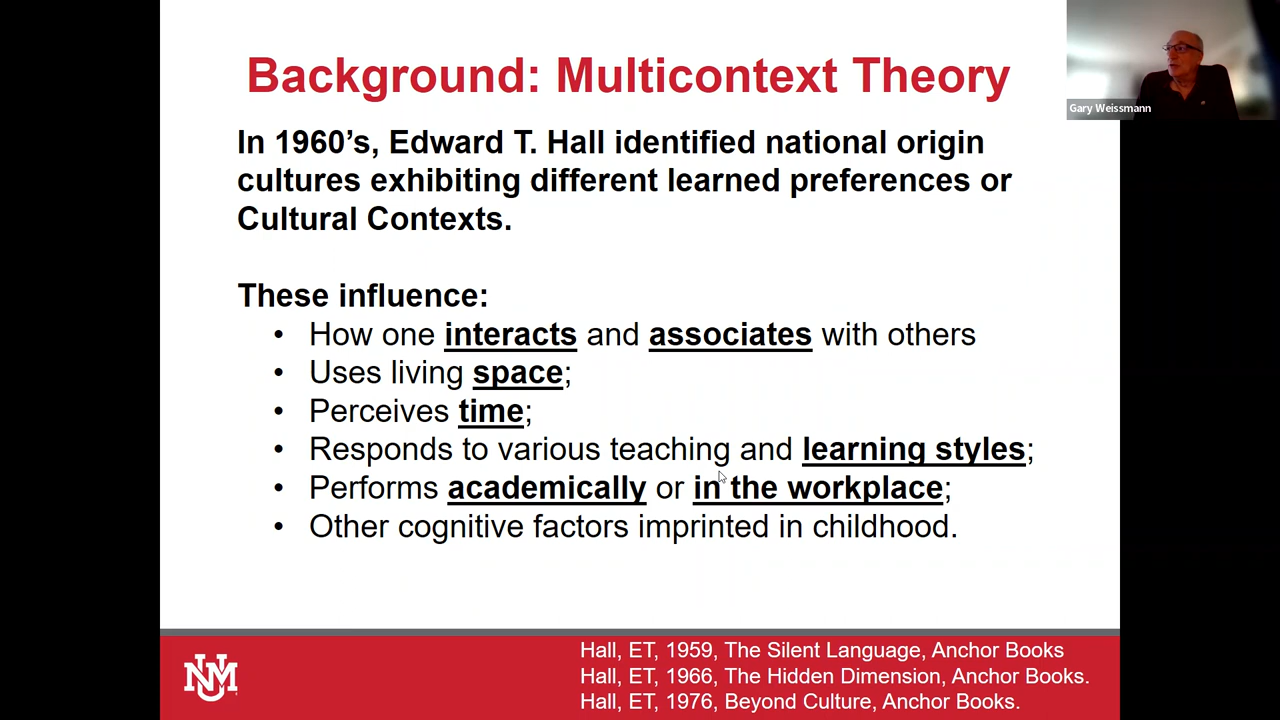 Background: Multicontext Theory
Gary Weissmann
In 1960's, Edward T. Hall identified national origin
cultures exhibiting different learned preferences or
Cultural Contexts.
These influence:
• How one interacts and associates with others
• Uses living space;
• Perceives time;
• Responds to various teaching and learning styles;
• Performs academically or in the workplace;
• Other cognitive factors imprinted in childhood.
UNM
Hall, ET, 1959, The Silent Language, Anchor Books
Hall, ET, 1966, The Hidden Dimension, Anchor Books.
Hall, ET, 1976, Beyond Culture, Anchor Books.